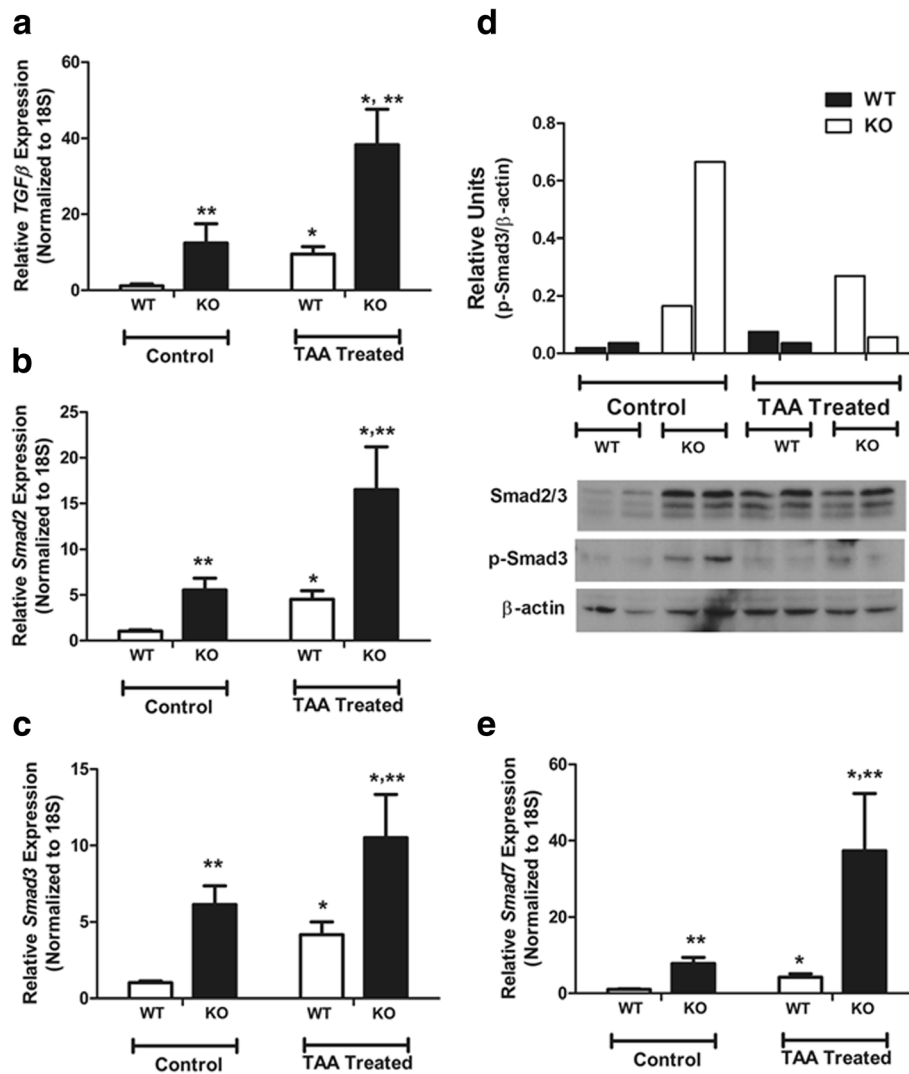 a
Relative TGFβ Expression
(Normalized to 18S)
60
40
20
0
*, **
**
*
WT
KO
WT
KO
Control
TAA Treated
b
Relative Smad2 Expression
(Normalized to 18S)
25
20
15
10
5
0
*,**
**
*
WT
KO
WT
KO
Control
TAA Treated
c
Relative Smad3 Expression
(Normalized to 18S)
15
10
5
0
*,**
**
*
WT
KO
WT
KO
Control
TAA Treated
d
WT
KO
Relative Units
(p-Smad3/β-actin)
0.8
0.6
0.4
0.2
0.0
Control
TAA Treated
WT
KO
WT
KO
Smad2/3
p-Smad3
β-actin
e
Relative Smad7 Expression
(Normalized to 18S)
60
40
20
0
*,**
**
*
WT
KO
WT
KO
Control
TAA Treated